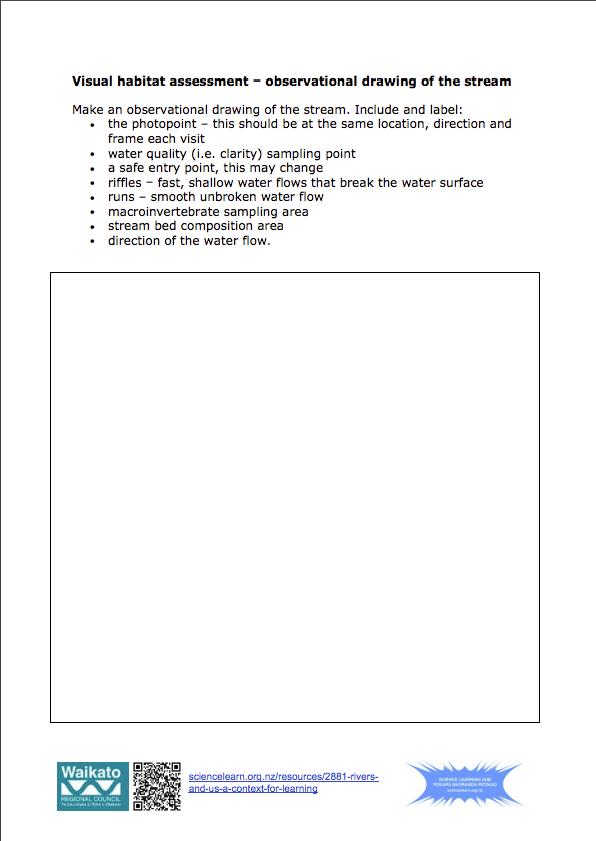 Visual habitat assessment – observational drawing of the stream
Make an observational drawing of the stream. Include and label:
• the photopoint – this should be at the same location, direction and
frame each visit
• water quality (i.e. clarity) sampling point
• a safe entry point, this may change
• riffles – fast, shallow water flows that break the water surface
• runs – smooth unbroken water flow
• macroinvertebrate sampling area
• stream bed composition area
• direction of the water flow.
Waikato
REGIONAL COUNCIL
sciencelearn.org.nz/resources/2881-rivers-
and-us-a-context-for-learning
SCIENCE LEARNING HUB
POKAPŪ AKORANGA PŪTAIAO
sciencelearn.org.nz